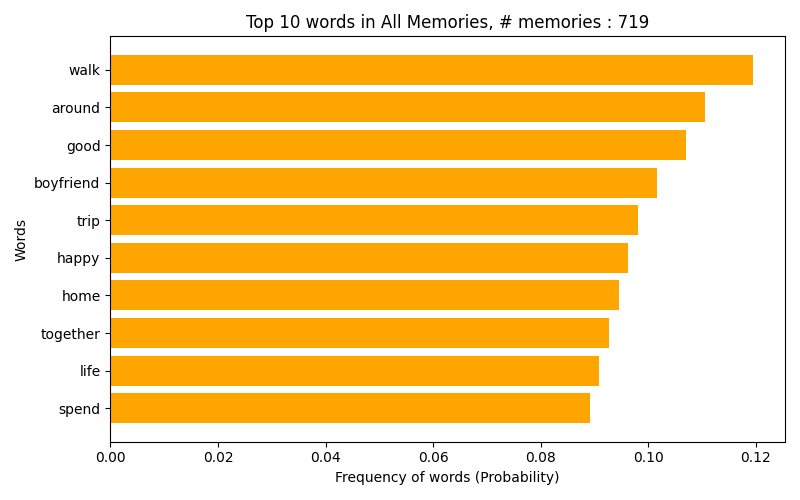 Top 10 words in All Memories, # memories : 719
walk
around
good
boyfriend
trip
happy
home
together
life
spend
Words
0.00 0.02 0.04 0.06 0.08 0.10 0.12
Frequency of words (Probability)